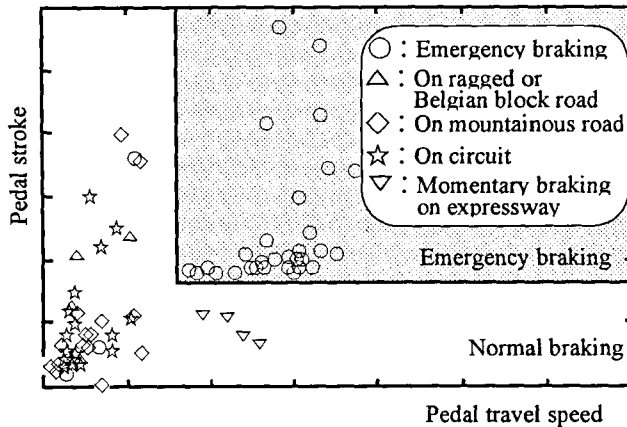 Pedal stroke
: Emergency braking
: On ragged or
Belgian block road
: On mountainous road
: On circuit
: Momentary braking
on expressway
Emergency braking
Normal braking
Pedal travel speed